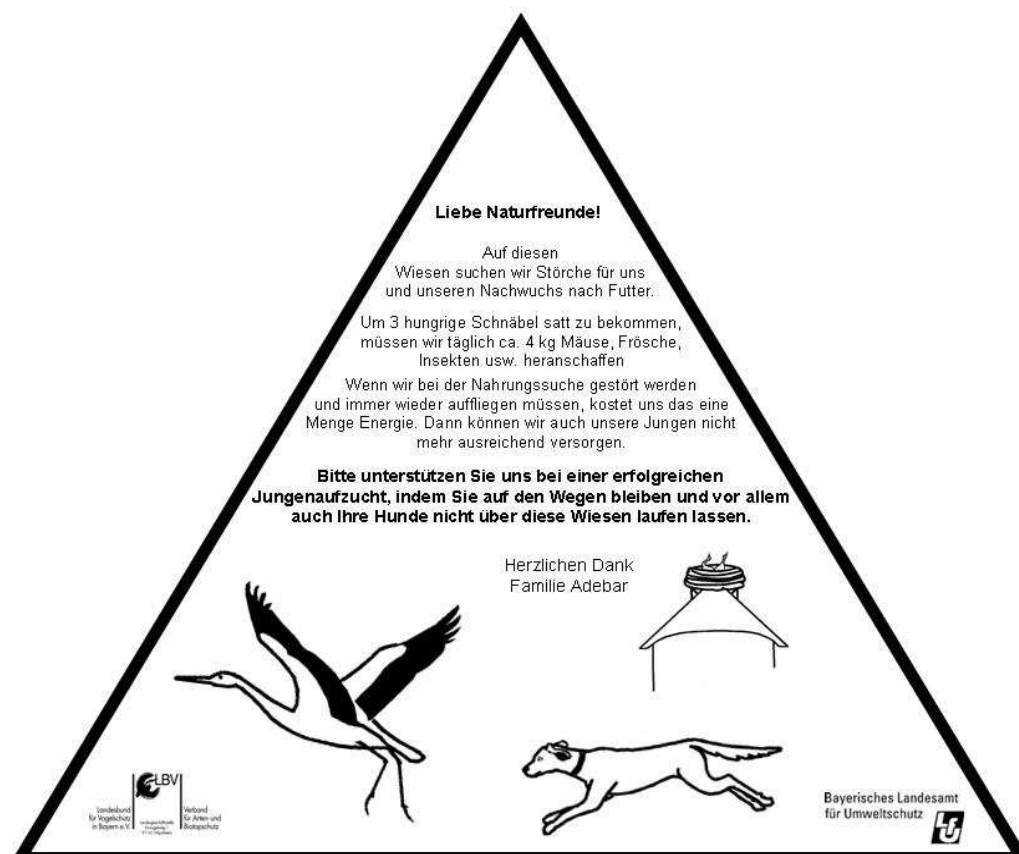 Liebe Naturfreunde!
Auf diesen
Wiesen suchen wir Störche für uns
und unseren Nachwuchs nach Futter.
Um 3 hungrige Schnäbel satt zu bekommen,
müssen wir täglich ca. 4 kg Mäuse, Frösche,
Insekten usw. heranschaffen
Wenn wir bei der Nahrungssuche gestört werden
und immer wieder auffliegen müssen, kostet uns das eine
Menge Energie. Dann können wir auch unsere Jungen nicht
mehr ausreichend versorgen.
Bitte unterstützen Sie uns bei einer erfolgreichen
Jungenaufzucht, indem Sie auf den Wegen bleiben und vor allem
auch Ihre Hunde nicht über diese Wiesen laufen lassen.
Herzlichen Dank
Familie Adebar
LBV
Landesbund
für Vogelschutz
in Bayern e.V.
Verband
für Arten- und
Biotopschutz
Bayerisches Landesamt
für Umweltschutz
LfU